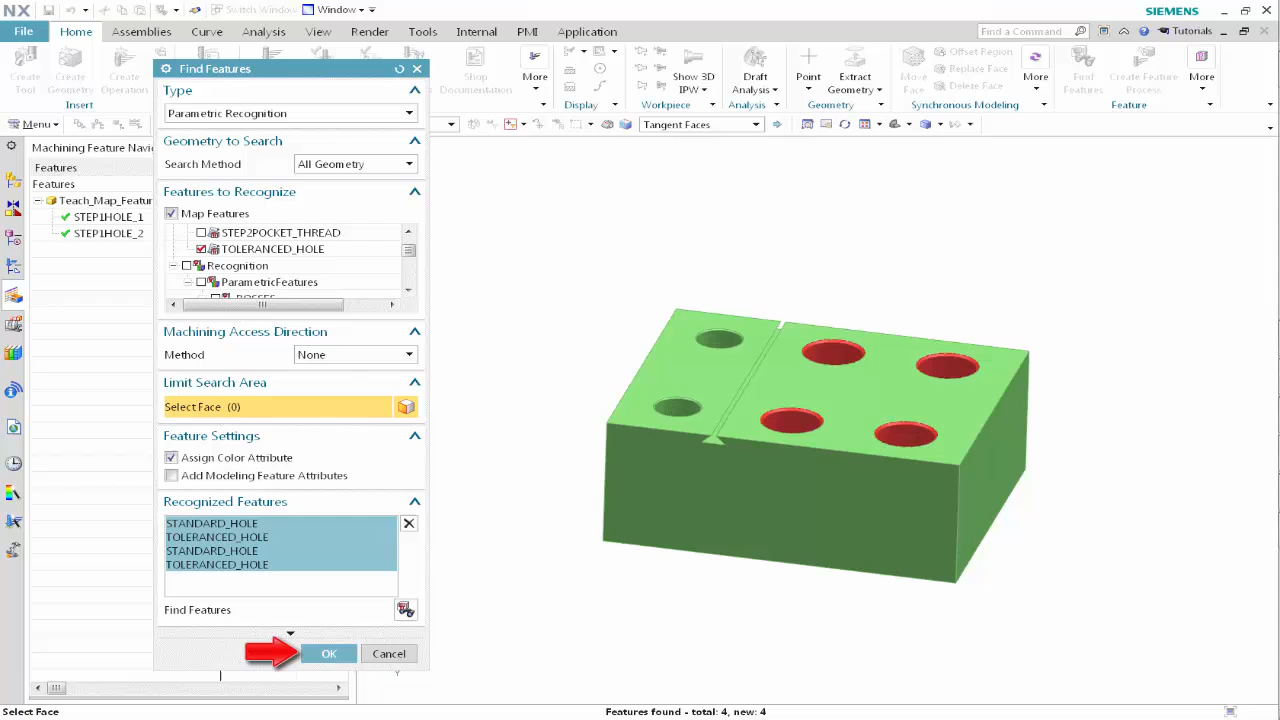 NX
Switch Window
Window
SIEMENS
File
Home
Assemblies
Curve
Analysis
View
Render
Tools
Internal
PMI
Application
Find a Command
Tutorials
Create Tool
Create Geometry
Create Operation
Shop Documentation
More
Show 3D IPW
Draft Analysis
Point
Extract Geometry
Move Face
Offset Region
Replace Face
Delete Face
More
Find Features
Create Feature Process
More
Insert
Display
Workpiece
Analysis
Geometry
Synchronous Modeling
Feature
Menu
Tangent Faces
Machining Feature Navi
Features
Features
Teach_Map_Featur
STEP1HOLE_1
STEP1HOLE_2
Find Features
Type
Parametric Recognition
Geometry to Search
Search Method
All Geometry
Features to Recognize
Map Features
STEP2POCKET_THREAD
TOLERANCED_HOLE
Recognition
ParametricFeatures
BOSSES
Machining Access Direction
Method
None
Limit Search Area
Select Face (0)
Feature Settings
Assign Color Attribute
Add Modeling Feature Attributes
Recognized Features
STANDARD_HOLE
TOLERANCED_HOLE
STANDARD_HOLE
TOLERANCED_HOLE
Find Features
OK
Cancel
Y
Select Face
Features found - total: 4, new: 4